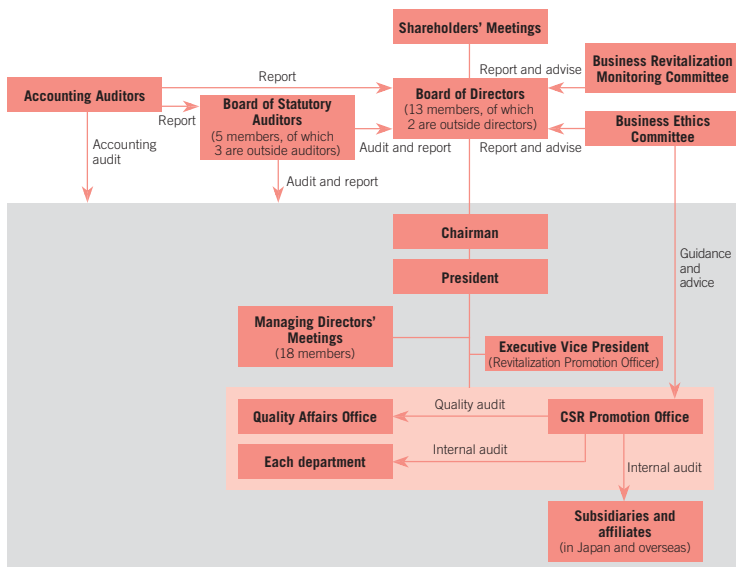 Shareholders' Meetings
Report
Report and advise
Business Revitalization
Monitoring Committee
Accounting Auditors
Board of Directors
(13 members, of which
2 are outside directors)
Report
Board of Statutory
Auditors
(5 members, of which
3 are outside auditors)
Audit and report
Report and advise
Business Ethics
Committee
Accounting
audit
Audit and report
Chairman
Guidance
and
advice
President
Managing Directors'
Meetings
(18 members)
Executive Vice President
(Revitalization Promotion Officer)
Quality Affairs Office
Quality audit
CSR Promotion Office
Each department
Internal audit
Internal audit
Subsidiaries and
affiliates
(in Japan and overseas)